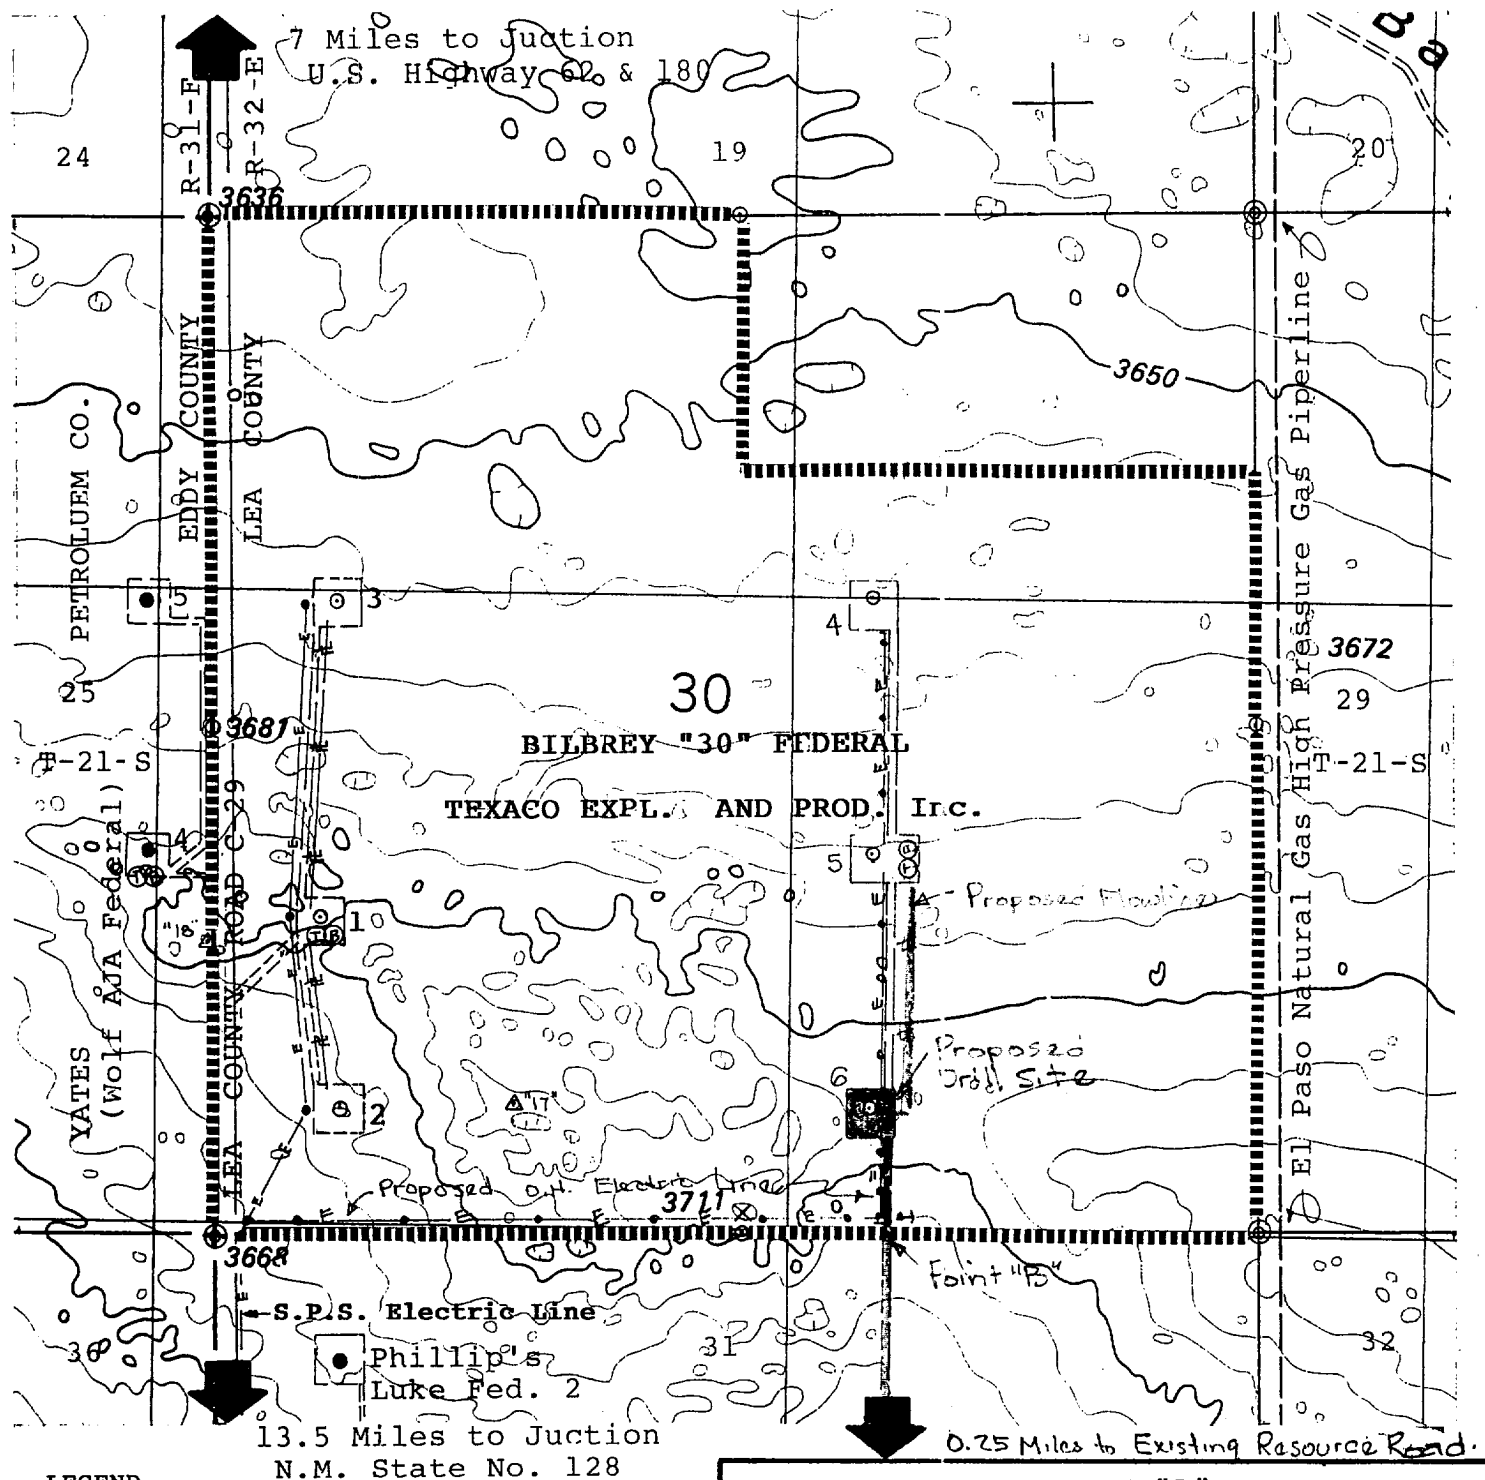 7 Miles to Juction
U.S. Highway 62 & 180
Ba
R-31-E
R-32-E
24
19
20
3636
EDDY COUNTY
LEA COUNTY
3650
El Paso Natural Gas High Pressure Gas Piperline
PETROLUEM CO.
YATES
(Wolf AJA Federal)
5
3
4
30
3672
25
29
3681
BILBREY "30" FEDERAL
T-21-S
T-21-S
TEXACO EXPL. AND PROD. Inc.
LEA COUNTY ROAD C-29
4
5
T B
Proposed Flowline
1
T B
Proposed
Drill Site
6
"17"
2
Proposed O.H. Electric Line
3711
3668
Point "B"
S.P.S. Electric Line
36
31
32
Phillip's
Luke Fed. 2
13.5 Miles to Juction
N.M. State No. 128
0.25 Miles to Existing Resource Road.
LEGEND